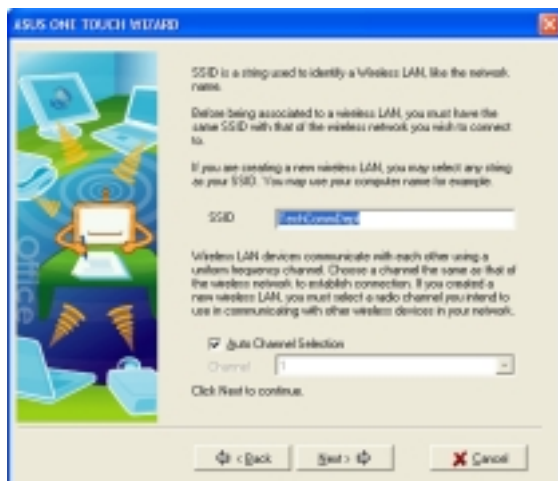 ASUS ONE TOUCH WIZARD
SSID is a string used to identify a Wireless LAN, like the network
name.
Before being associated to a wireless LAN, you must have the
same SSID with that of the wireless network you wish to connect
to.
If you are creating a new wireless LAN, you may select any string
as your SSID. You may use your computer name for example.
SSID
TechCommDept
Wireless LAN devices communicate with each other using a
uniform frequency channel. Choose a channel the same as that of
the wireless network to establish connection. If you created a
new wireless LAN, you must select a radio channel you intend to
use in communicating with other wireless devices in your network.
Auto Channel Selection
Channel
1
Click Next to continue.
Office
< Back
Next >
Cancel